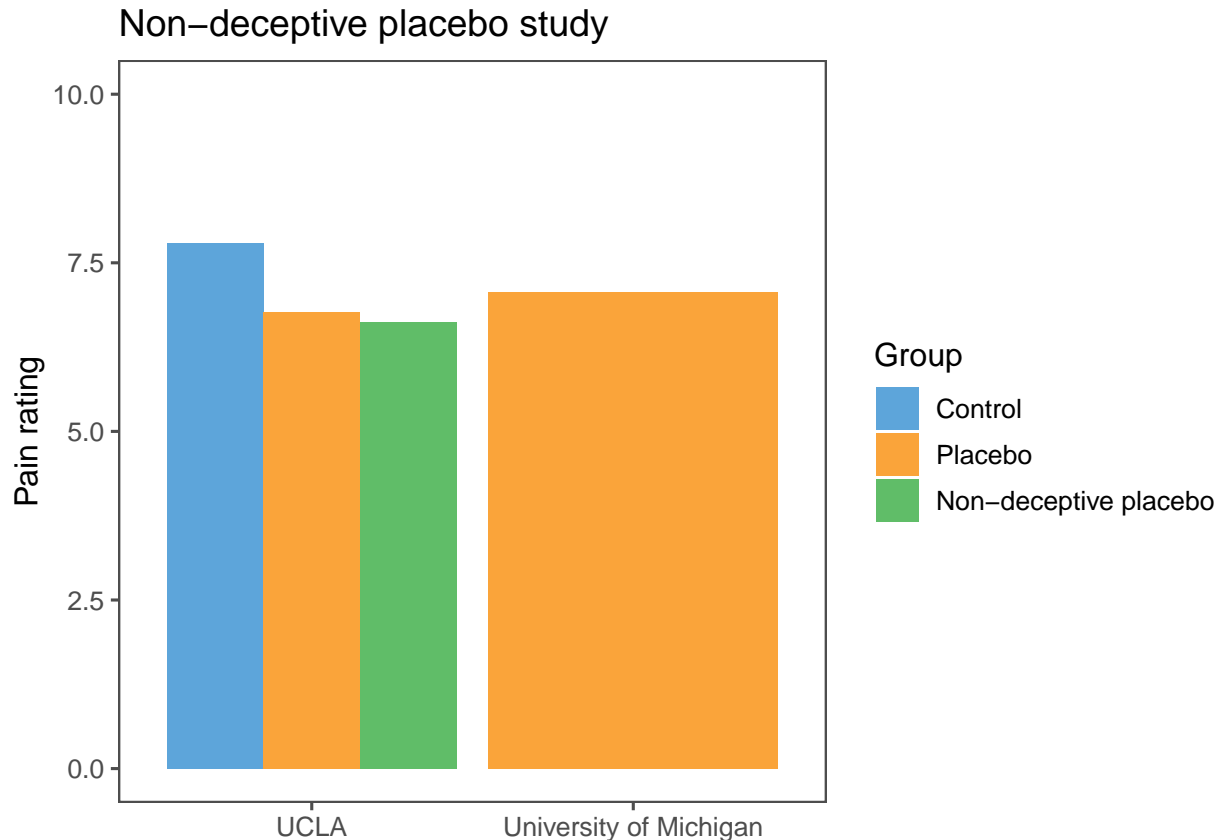 Non−deceptive placebo study
10.0
7.5
5.0
2.5
0.0
Pain rating
UCLA
University of Michigan
Group
Control
Placebo
Non−deceptive placebo